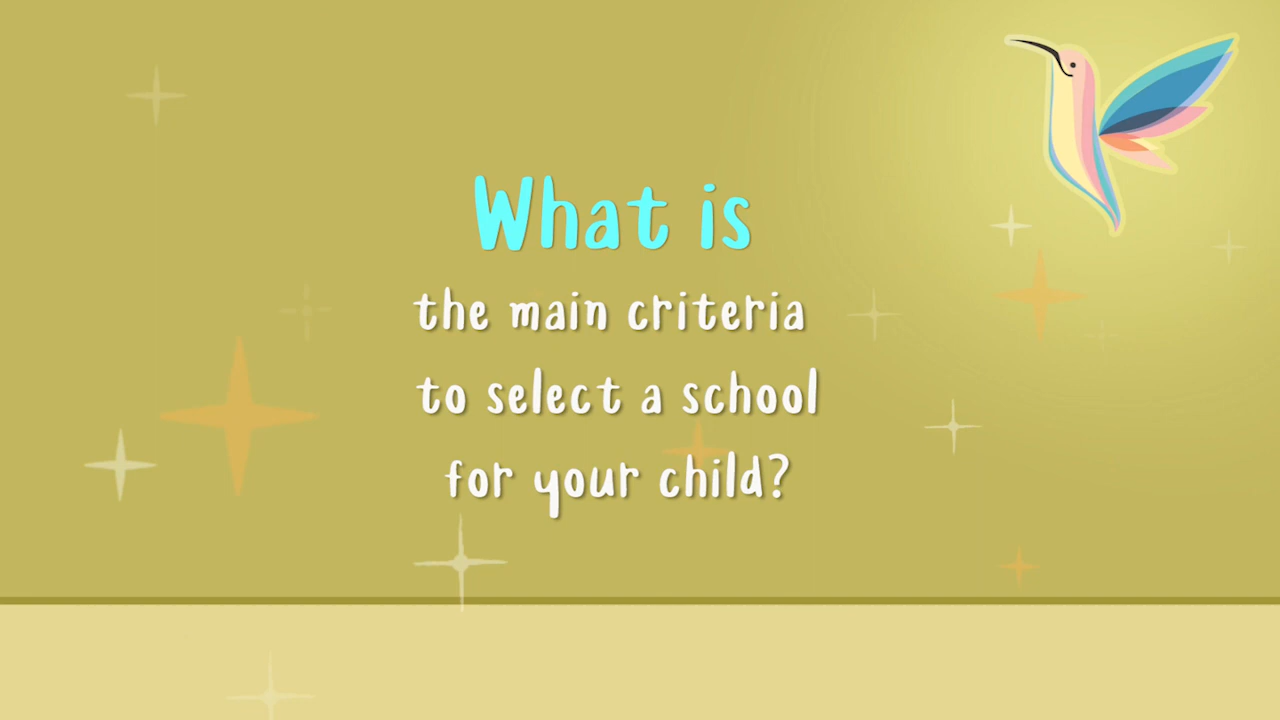 What is
the main criteria
to select a school
for your child?